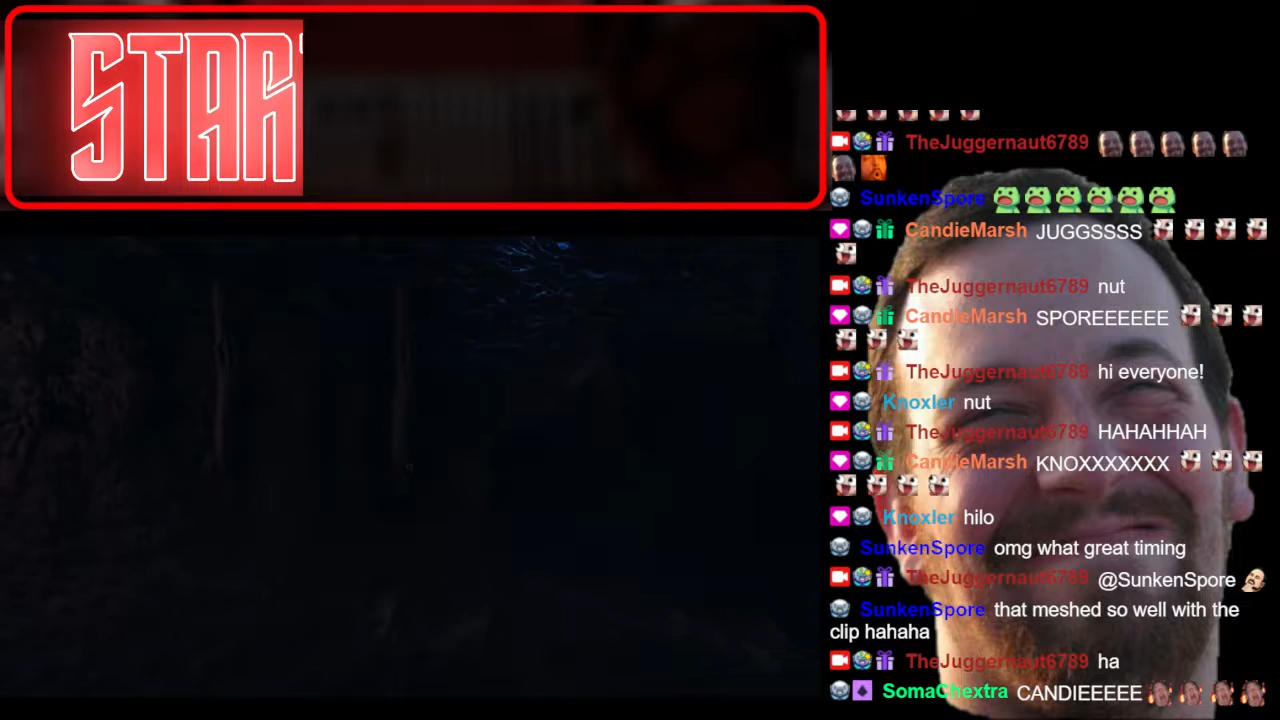 STAR
TheJuggernaut6789
SunkenSpore
CandieMarsh JUGGSSSS
TheJuggernaut6789 nut
CandieMarsh SPOREEEEEE
TheJuggernaut6789 hi everyone!
Knoxler nut
TheJuggernaut6789 HAHAHHAH
CandieMarsh KNOXXXXXXX
Knoxler hilo
SunkenSpore omg what great timing
TheJuggernaut6789 @SunkenSpore
SunkenSpore that meshed so well with the
clip hahaha
TheJuggernaut6789 ha
SomaChextra CANDIEEEEE